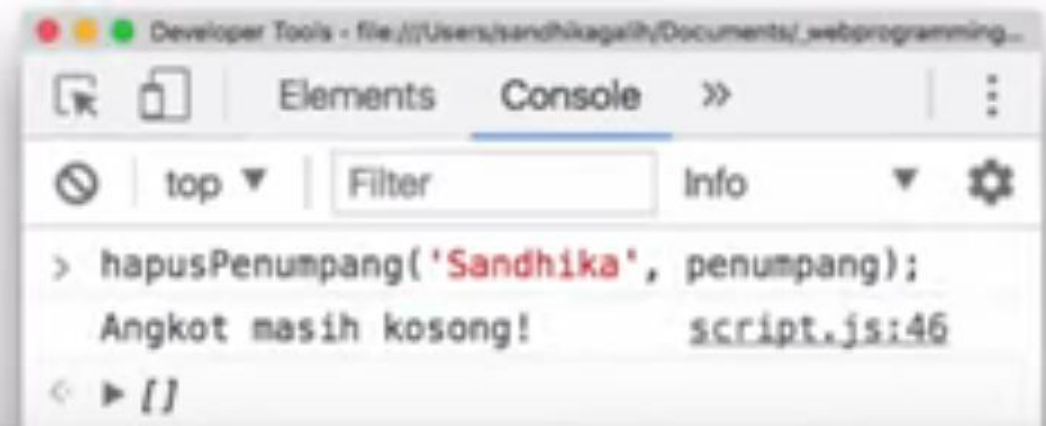 Developer Tools - file:///Users/sandhikagalih/Documents/_webprogramming...
Elements Console »
top ▼ Filter Info ▼
> hapusPenumpang('Sandhika', penumpang);
Angkot masih kosong! script.js:46
<· ▶ []